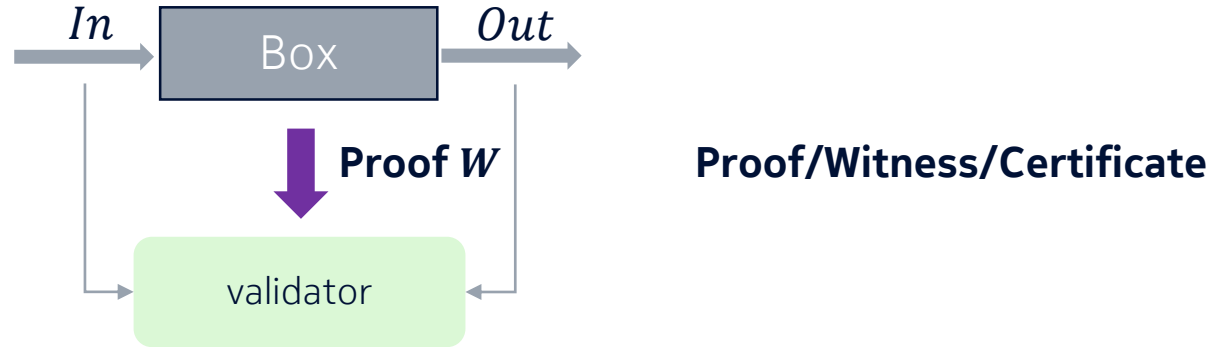 In
Out
Box
Proof W
Proof/Witness/Certificate
validator